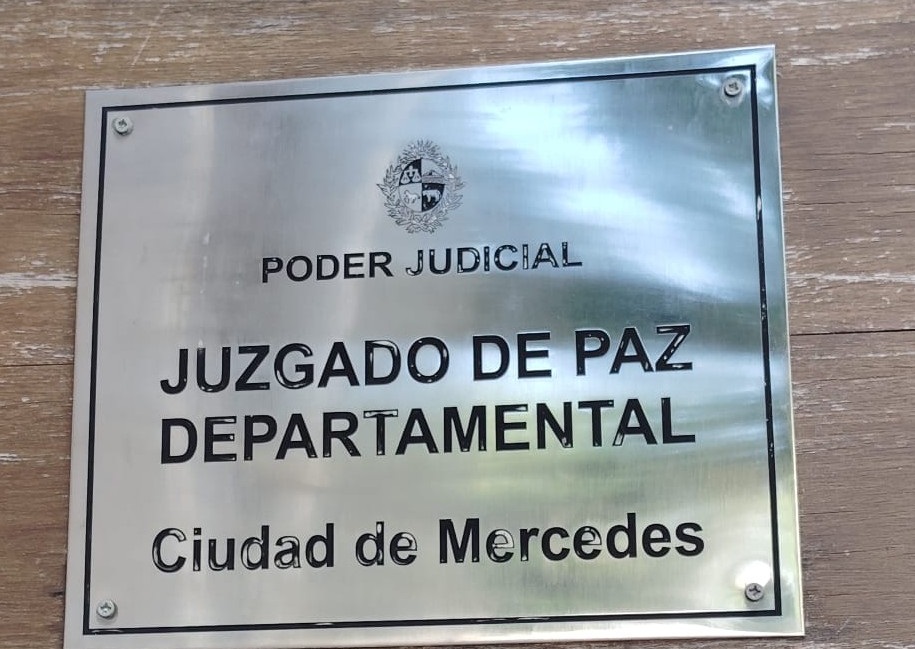 PODER JUDICIAL
JUZGADO DE PAZ
DEPARTAMENTAL
Ciudad de Mercedes